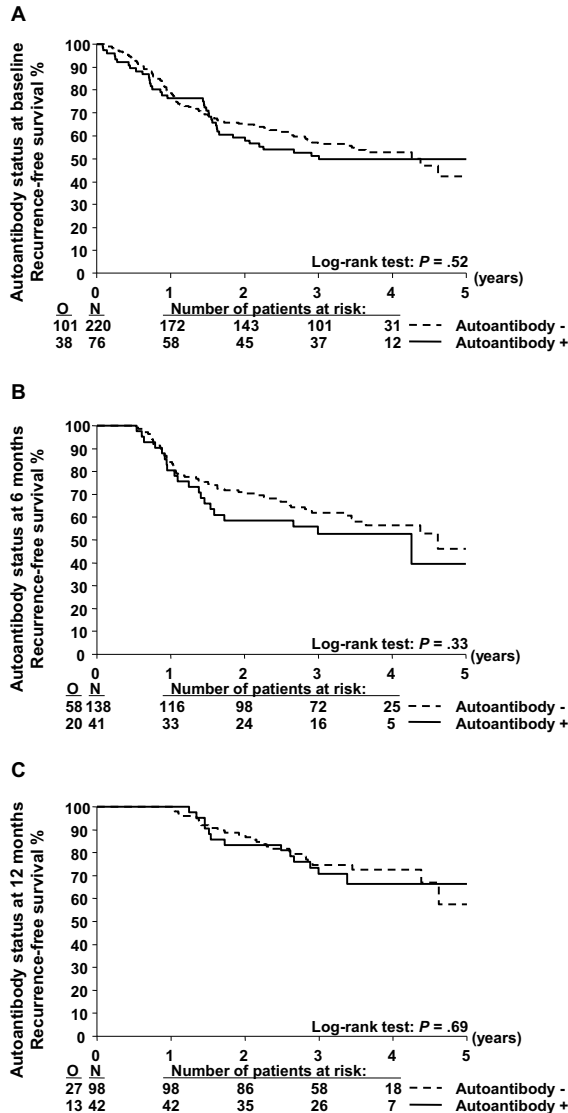 A
Autoantibody status at baseline
Recurrence-free survival %
100
90
80
70
60
50
40
30
20
10
0
Log-rank test: P = .52
0 1 2 3 4 5 (years)
O N Number of patients at risk:
101 220 172 143 101 31 Autoantibody -
38 76 58 45 37 12 Autoantibody +
B
Autoantibody status at 6 months
Recurrence-free survival %
100
90
80
70
60
50
40
30
20
10
0
Log-rank test: P = .33
0 1 2 3 4 5 (years)
O N Number of patients at risk:
58 138 116 98 72 25 Autoantibody -
20 41 33 24 16 5 Autoantibody +
C
Autoantibody status at 12 months
Recurrence-free survival %
100
90
80
70
60
50
40
30
20
10
0
Log-rank test: P = .69
0 1 2 3 4 5 (years)
O N Number of patients at risk:
27 98 98 86 58 18 Autoantibody -
13 42 42 35 26 7 Autoantibody +